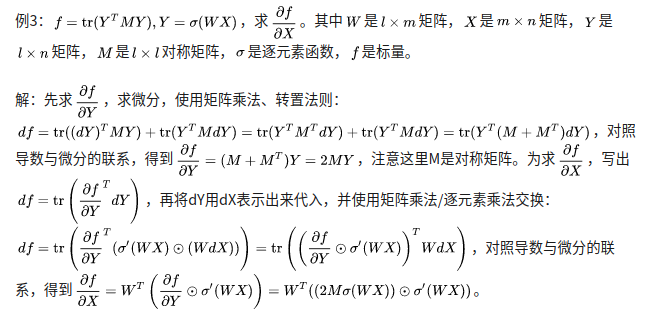 例3：$f = \mathrm{tr}(Y^T M Y), Y = \sigma(WX)$，求 $\frac{\partial f}{\partial X}$。其中 $W$ 是 $l \times m$ 矩阵， $X$ 是 $m \times n$ 矩阵， $Y$ 是
$l \times n$ 矩阵， $M$ 是 $l \times l$ 对称矩阵， $\sigma$ 是逐元素函数， $f$ 是标量。
解：先求 $\frac{\partial f}{\partial Y}$ ，求微分，使用矩阵乘法、转置法则：
$df = \mathrm{tr}((dY)^T M Y) + \mathrm{tr}(Y^T M dY) = \mathrm{tr}(Y^T M^T dY) + \mathrm{tr}(Y^T M dY) = \mathrm{tr}(Y^T (M + M^T) dY)$，对照
导数与微分的联系，得到 $\frac{\partial f}{\partial Y} = (M + M^T)Y = 2MY$ ，注意这里M是对称矩阵。为求 $\frac{\partial f}{\partial X}$ ，写出
$df = \mathrm{tr}\left(\frac{\partial f}{\partial Y}^T dY\right)$ ，再将dY用dX表示出来代入，并使用矩阵乘法/逐元素乘法交换：
$df = \mathrm{tr}\left(\frac{\partial f}{\partial Y}^T (\sigma'(WX) \odot (WdX))\right) = \mathrm{tr}\left(\left(\frac{\partial f}{\partial Y} \odot \sigma'(WX)\right)^T W dX\right)$ ，对照导数与微分的联
系，得到 $\frac{\partial f}{\partial X} = W^T \left(\frac{\partial f}{\partial Y} \odot \sigma'(WX)\right) = W^T((2M\sigma(WX)) \odot \sigma'(WX))$ 。